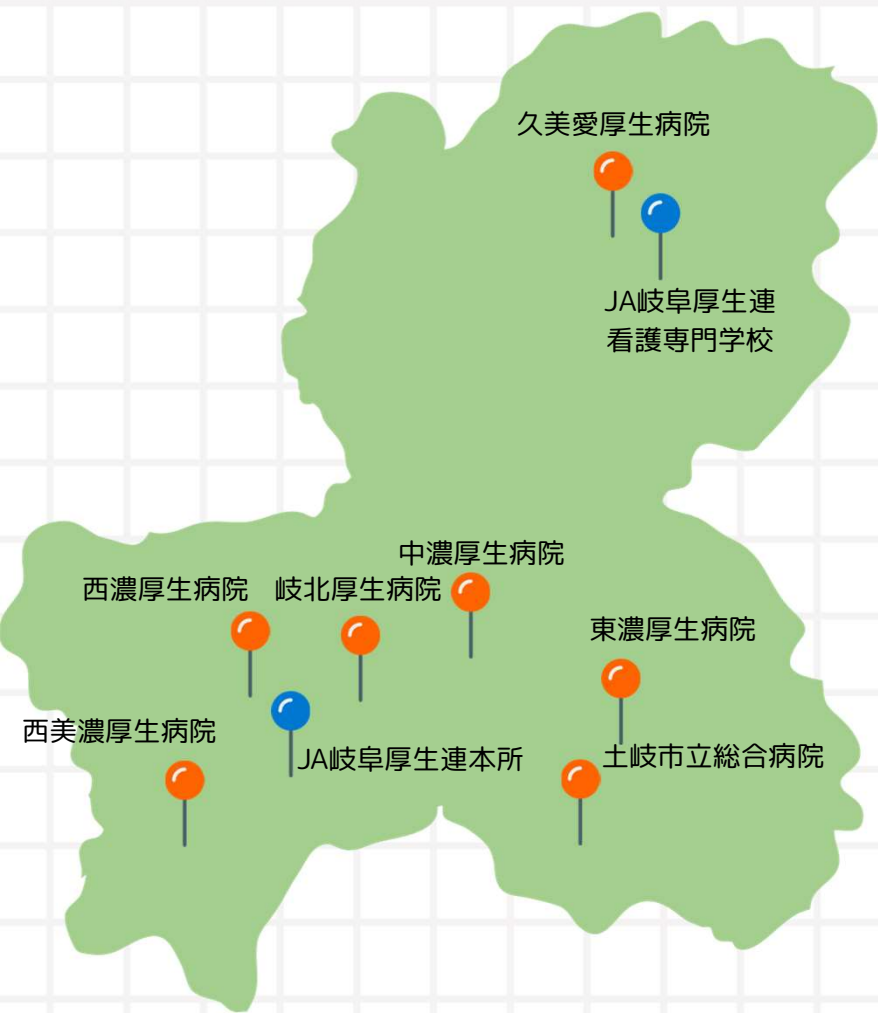 久美愛厚生病院
JA岐阜厚生連
看護専門学校
中濃厚生病院
西濃厚生病院
岐北厚生病院
東濃厚生病院
西美濃厚生病院
JA岐阜厚生連本所
土岐市立総合病院